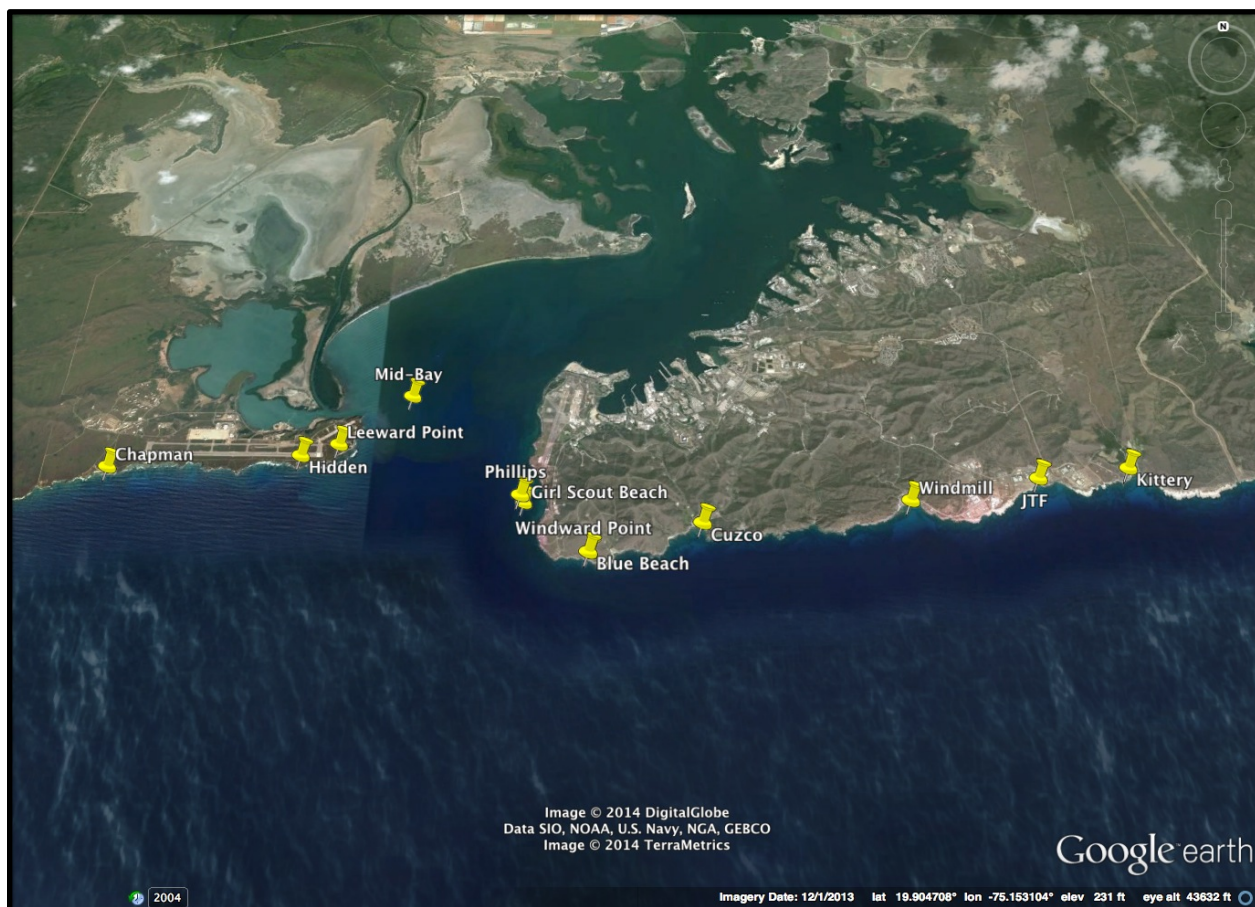 N
Mid-Bay
Leeward Point
Chapman
Hidden
Phillips
Girl Scout Beach
Windward Point
Blue Beach
Cuzco
Windmill
JTF
Kittery
Image © 2014 DigitalGlobe
Data SIO, NOAA, U.S. Navy, NGA, GEBCO
Image © 2014 TerraMetrics
Google earth
2004
Imagery Date: 12/1/2013 lat 19.904708° lon -75.153104° elev 231 ft eye alt 43632 ft